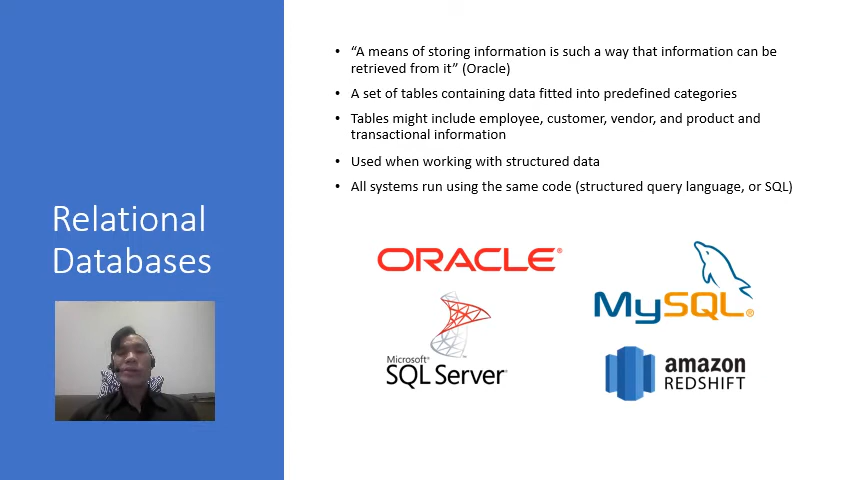 Relational
Databases
• “A means of storing information is such a way that information can be
retrieved from it” (Oracle)
• A set of tables containing data fitted into predefined categories
• Tables might include employee, customer, vendor, and product and
transactional information
• Used when working with structured data
• All systems run using the same code (structured query language, or SQL)
ORACLE®
MySQL®
Microsoft®
SQL Server®
amazon
REDSHIFT